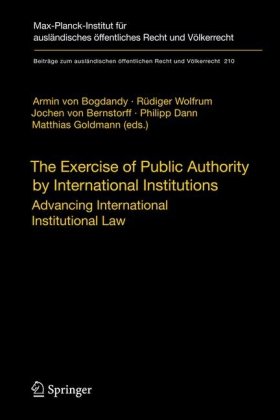 Max-Planck-Institut für
ausländisches öffentliches Recht und Völkerrecht
Beiträge zum ausländischen öffentlichen Recht und Völkerrecht 210
Armin von Bogdandy · Rüdiger Wolfrum
Jochen von Bernstorff · Philipp Dann
Matthias Goldmann (eds.)
The Exercise of Public Authority
by International Institutions
Advancing International
Institutional Law
Springer